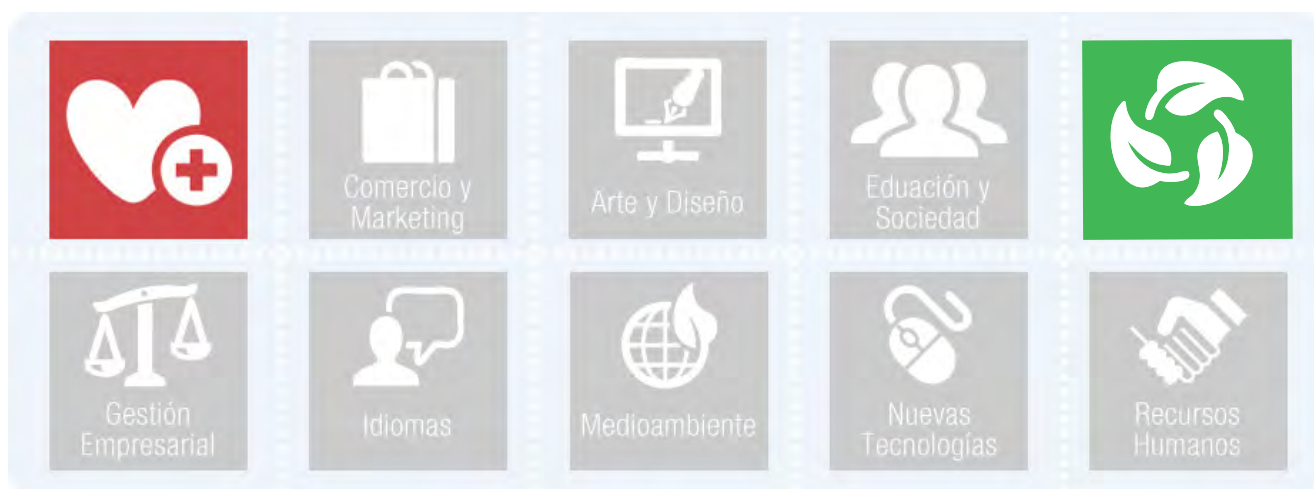 Comercio y
Marketing
Arte y Diseño
Eduación y
Sociedad
Gestión
Empresarial
Idiomas
Medioambiente
Nuevas
Tecnologías
Recursos
Humanos